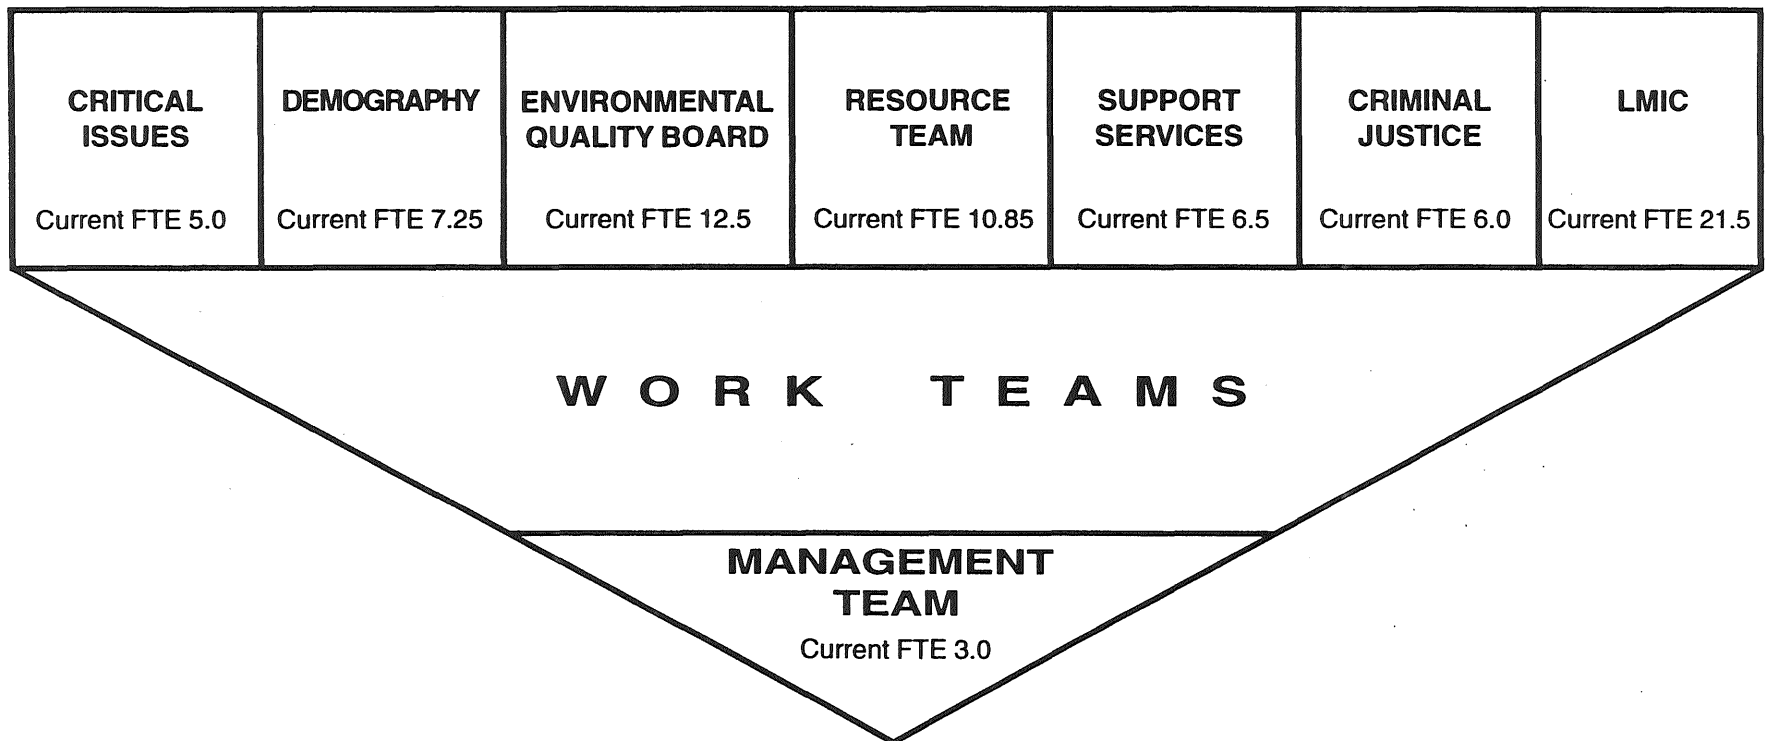 CRITICAL
ISSUES
Current FTE 5.0
DEMOGRAPHY
Current FTE 7.25
ENVIRONMENTAL
QUALITY BOARD
Current FTE 12.5
RESOURCE
TEAM
Current FTE 10.85
SUPPORT
SERVICES
Current FTE 6.5
CRIMINAL
JUSTICE
Current FTE 6.0
LMIC
Current FTE 21.5
WORK TEAMS
MANAGEMENT
TEAM
Current FTE 3.0